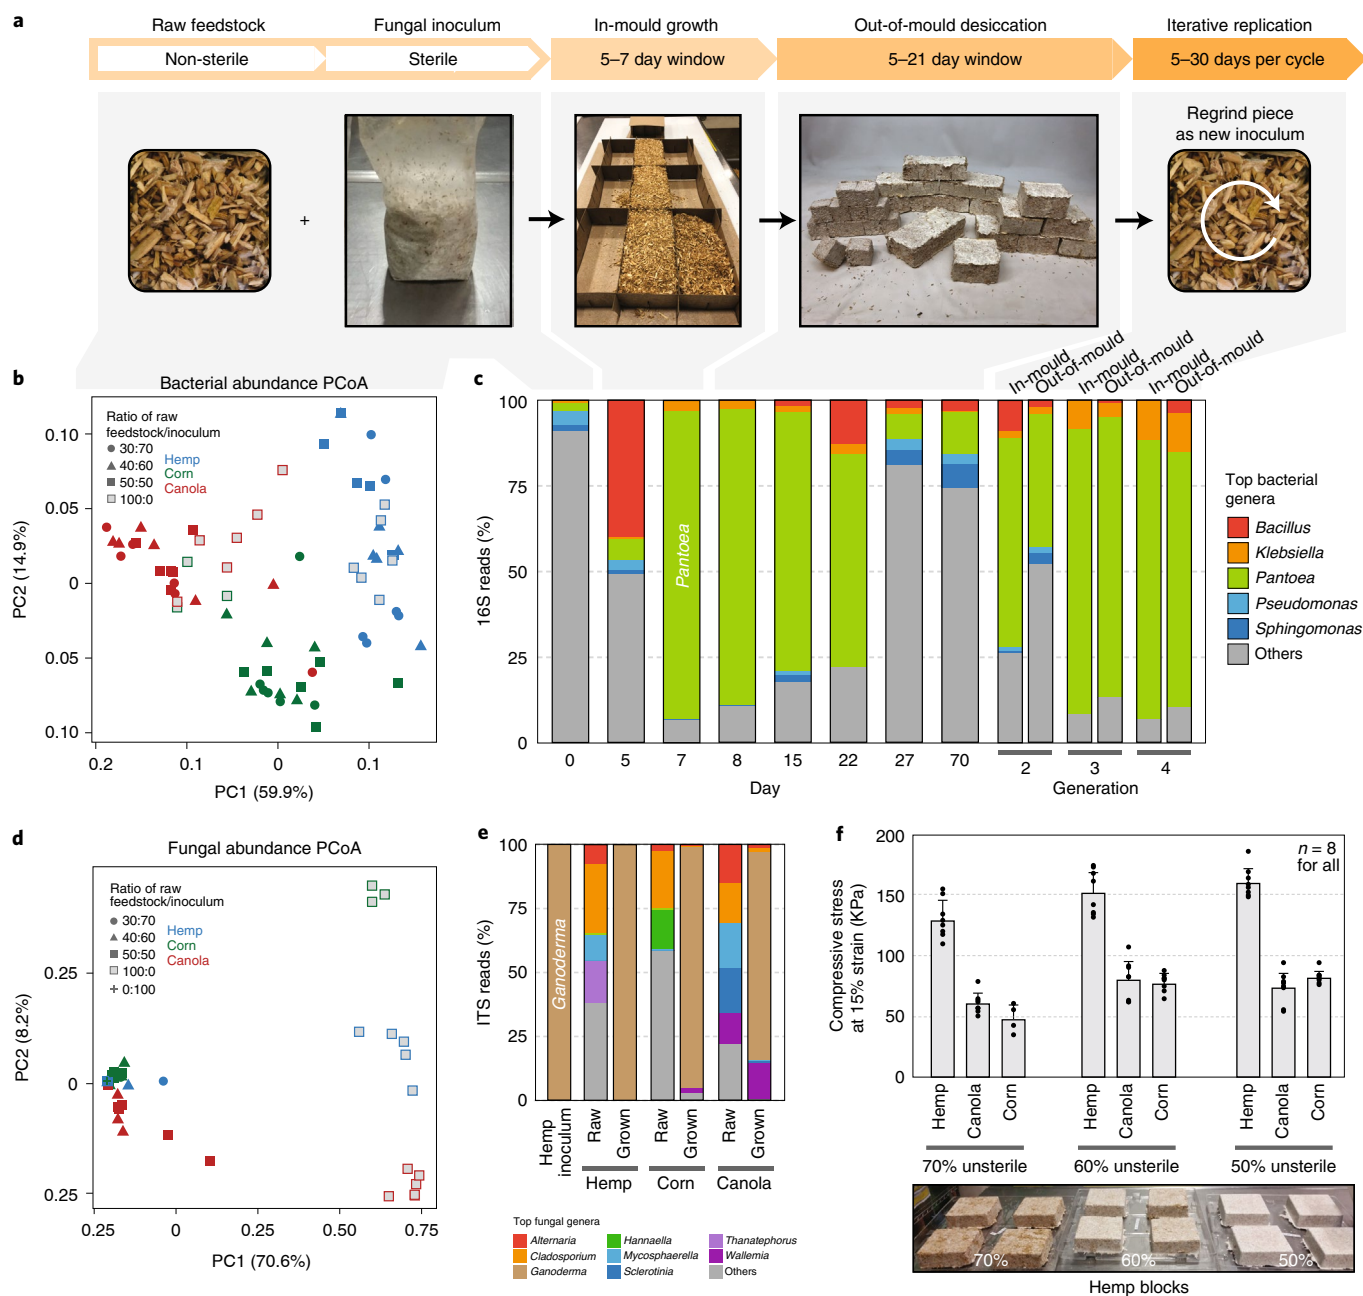 a
Raw feedstock
Fungal inoculum
In-mould growth
Out-of-mould desiccation
Iterative replication
Non-sterile
Sterile
5–7 day window
5–21 day window
5–30 days per cycle
Regrind piece
as new inoculum
+
b
Bacterial abundance PCoA
Ratio of raw
feedstock/inoculum
30:70
40:60
50:50
100:0
Hemp
Corn
Canola
PC2 (14.9%)
0.10
0.05
0
0.05
0.10
0.2
0.1
0
0.1
PC1 (59.9%)
c
In-mould
Out-of-mould
In-mould
Out-of-mould
In-mould
Out-of-mould
16S reads (%)
100
75
50
25
0
Pantoea
0
5
7
8
15
22
27
70
2
3
4
Day
Generation
Top bacterial
genera
Bacillus
Klebsiella
Pantoea
Pseudomonas
Sphingomonas
Others
d
Fungal abundance PCoA
Ratio of raw
feedstock/inoculum
30:70
40:60
50:50
100:0
0:100
Hemp
Corn
Canola
PC2 (8.2%)
0.25
0
0.25
0.25
0
0.25
0.50
0.75
PC1 (70.6%)
e
ITS reads (%)
100
75
50
25
0
Ganoderma
Hemp
inoculum
Raw
Grown
Raw
Grown
Raw
Grown
Hemp
Corn
Canola
Top fungal genera
Alternaria
Cladosporium
Ganoderma
Hannaella
Mycosphaerella
Sclerotinia
Thanatephorus
Wallemia
Others
f
Compressive stress
at 15% strain (KPa)
200
150
100
50
0
n = 8
for all
Hemp
Canola
Corn
Hemp
Canola
Corn
Hemp
Canola
Corn
70% unsterile
60% unsterile
50% unsterile
70%
60%
50%
Hemp blocks